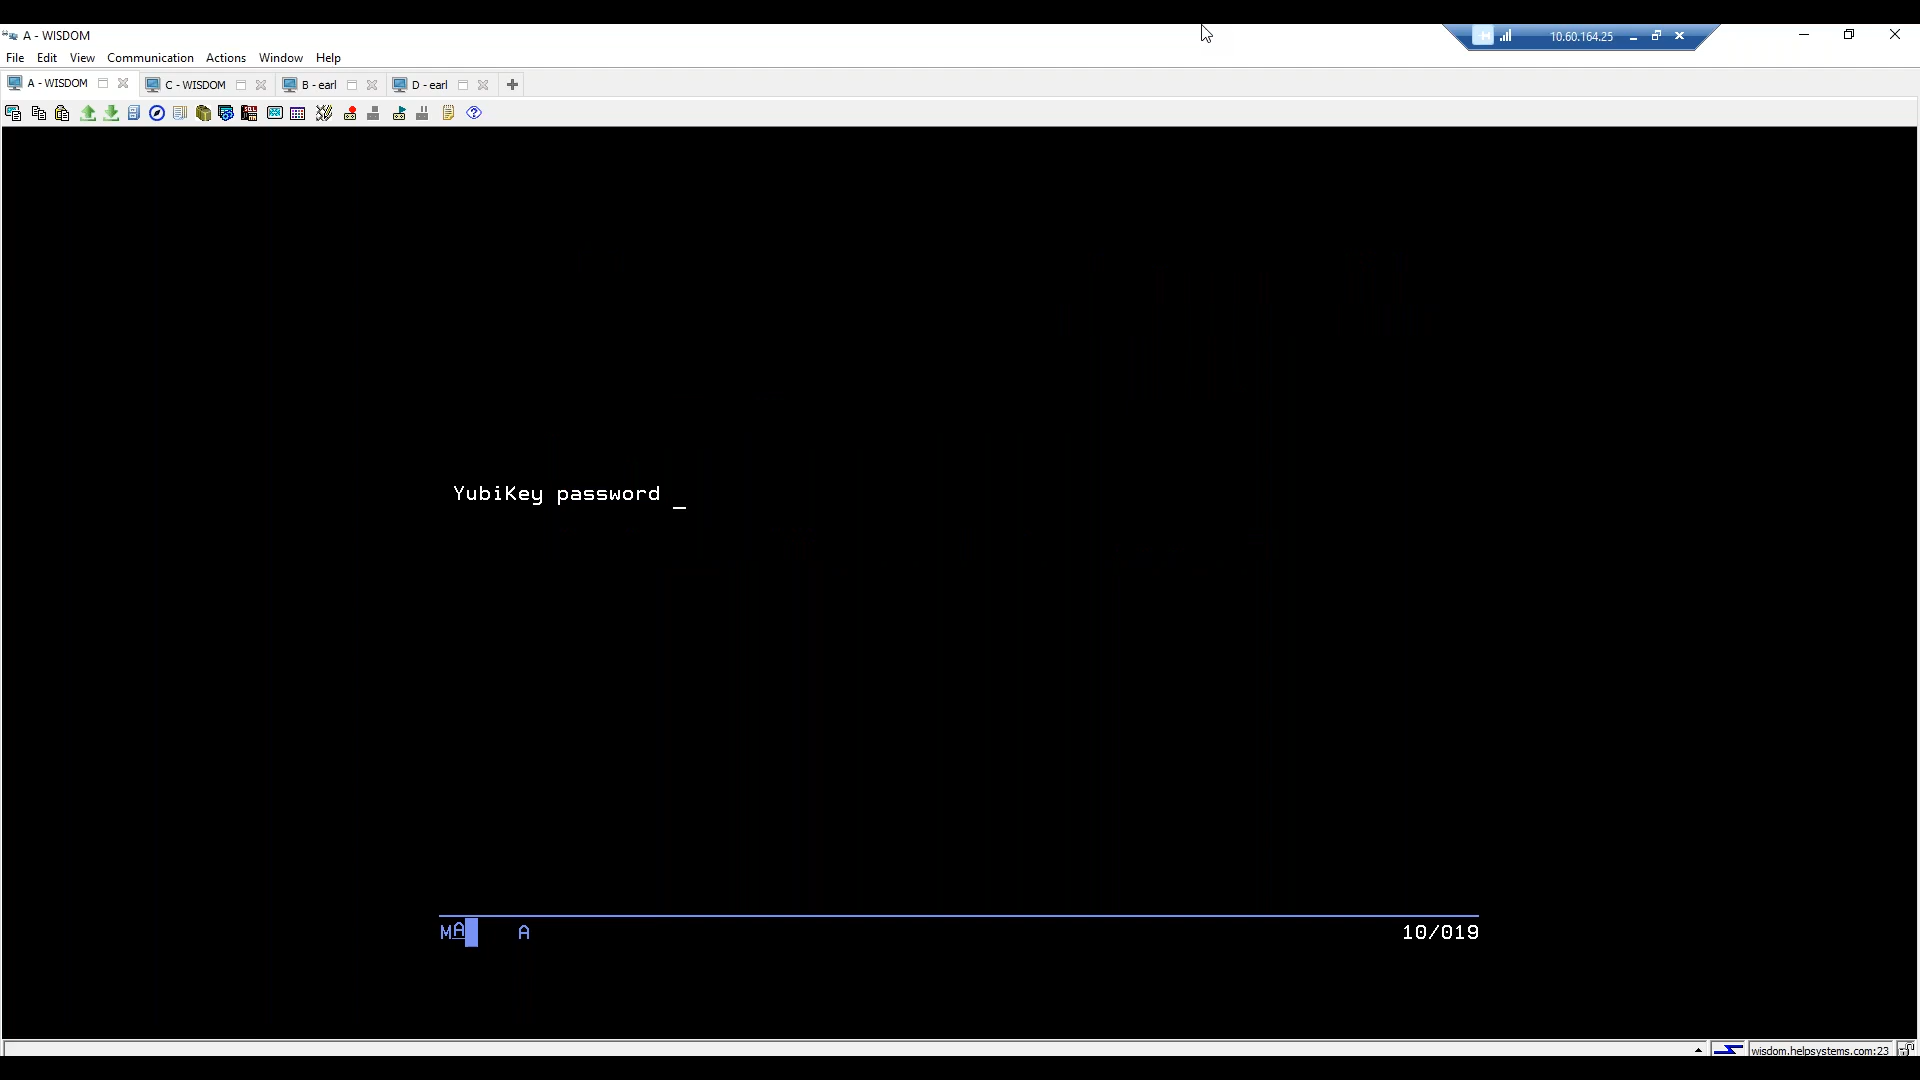 A - WISDOM
10.60.164.25
File Edit View Communication Actions Window Help
A - WISDOM C - WISDOM B - earl D - earl
YubiKey password _
MA A 10/019
wisdom.helpsystems.com:23